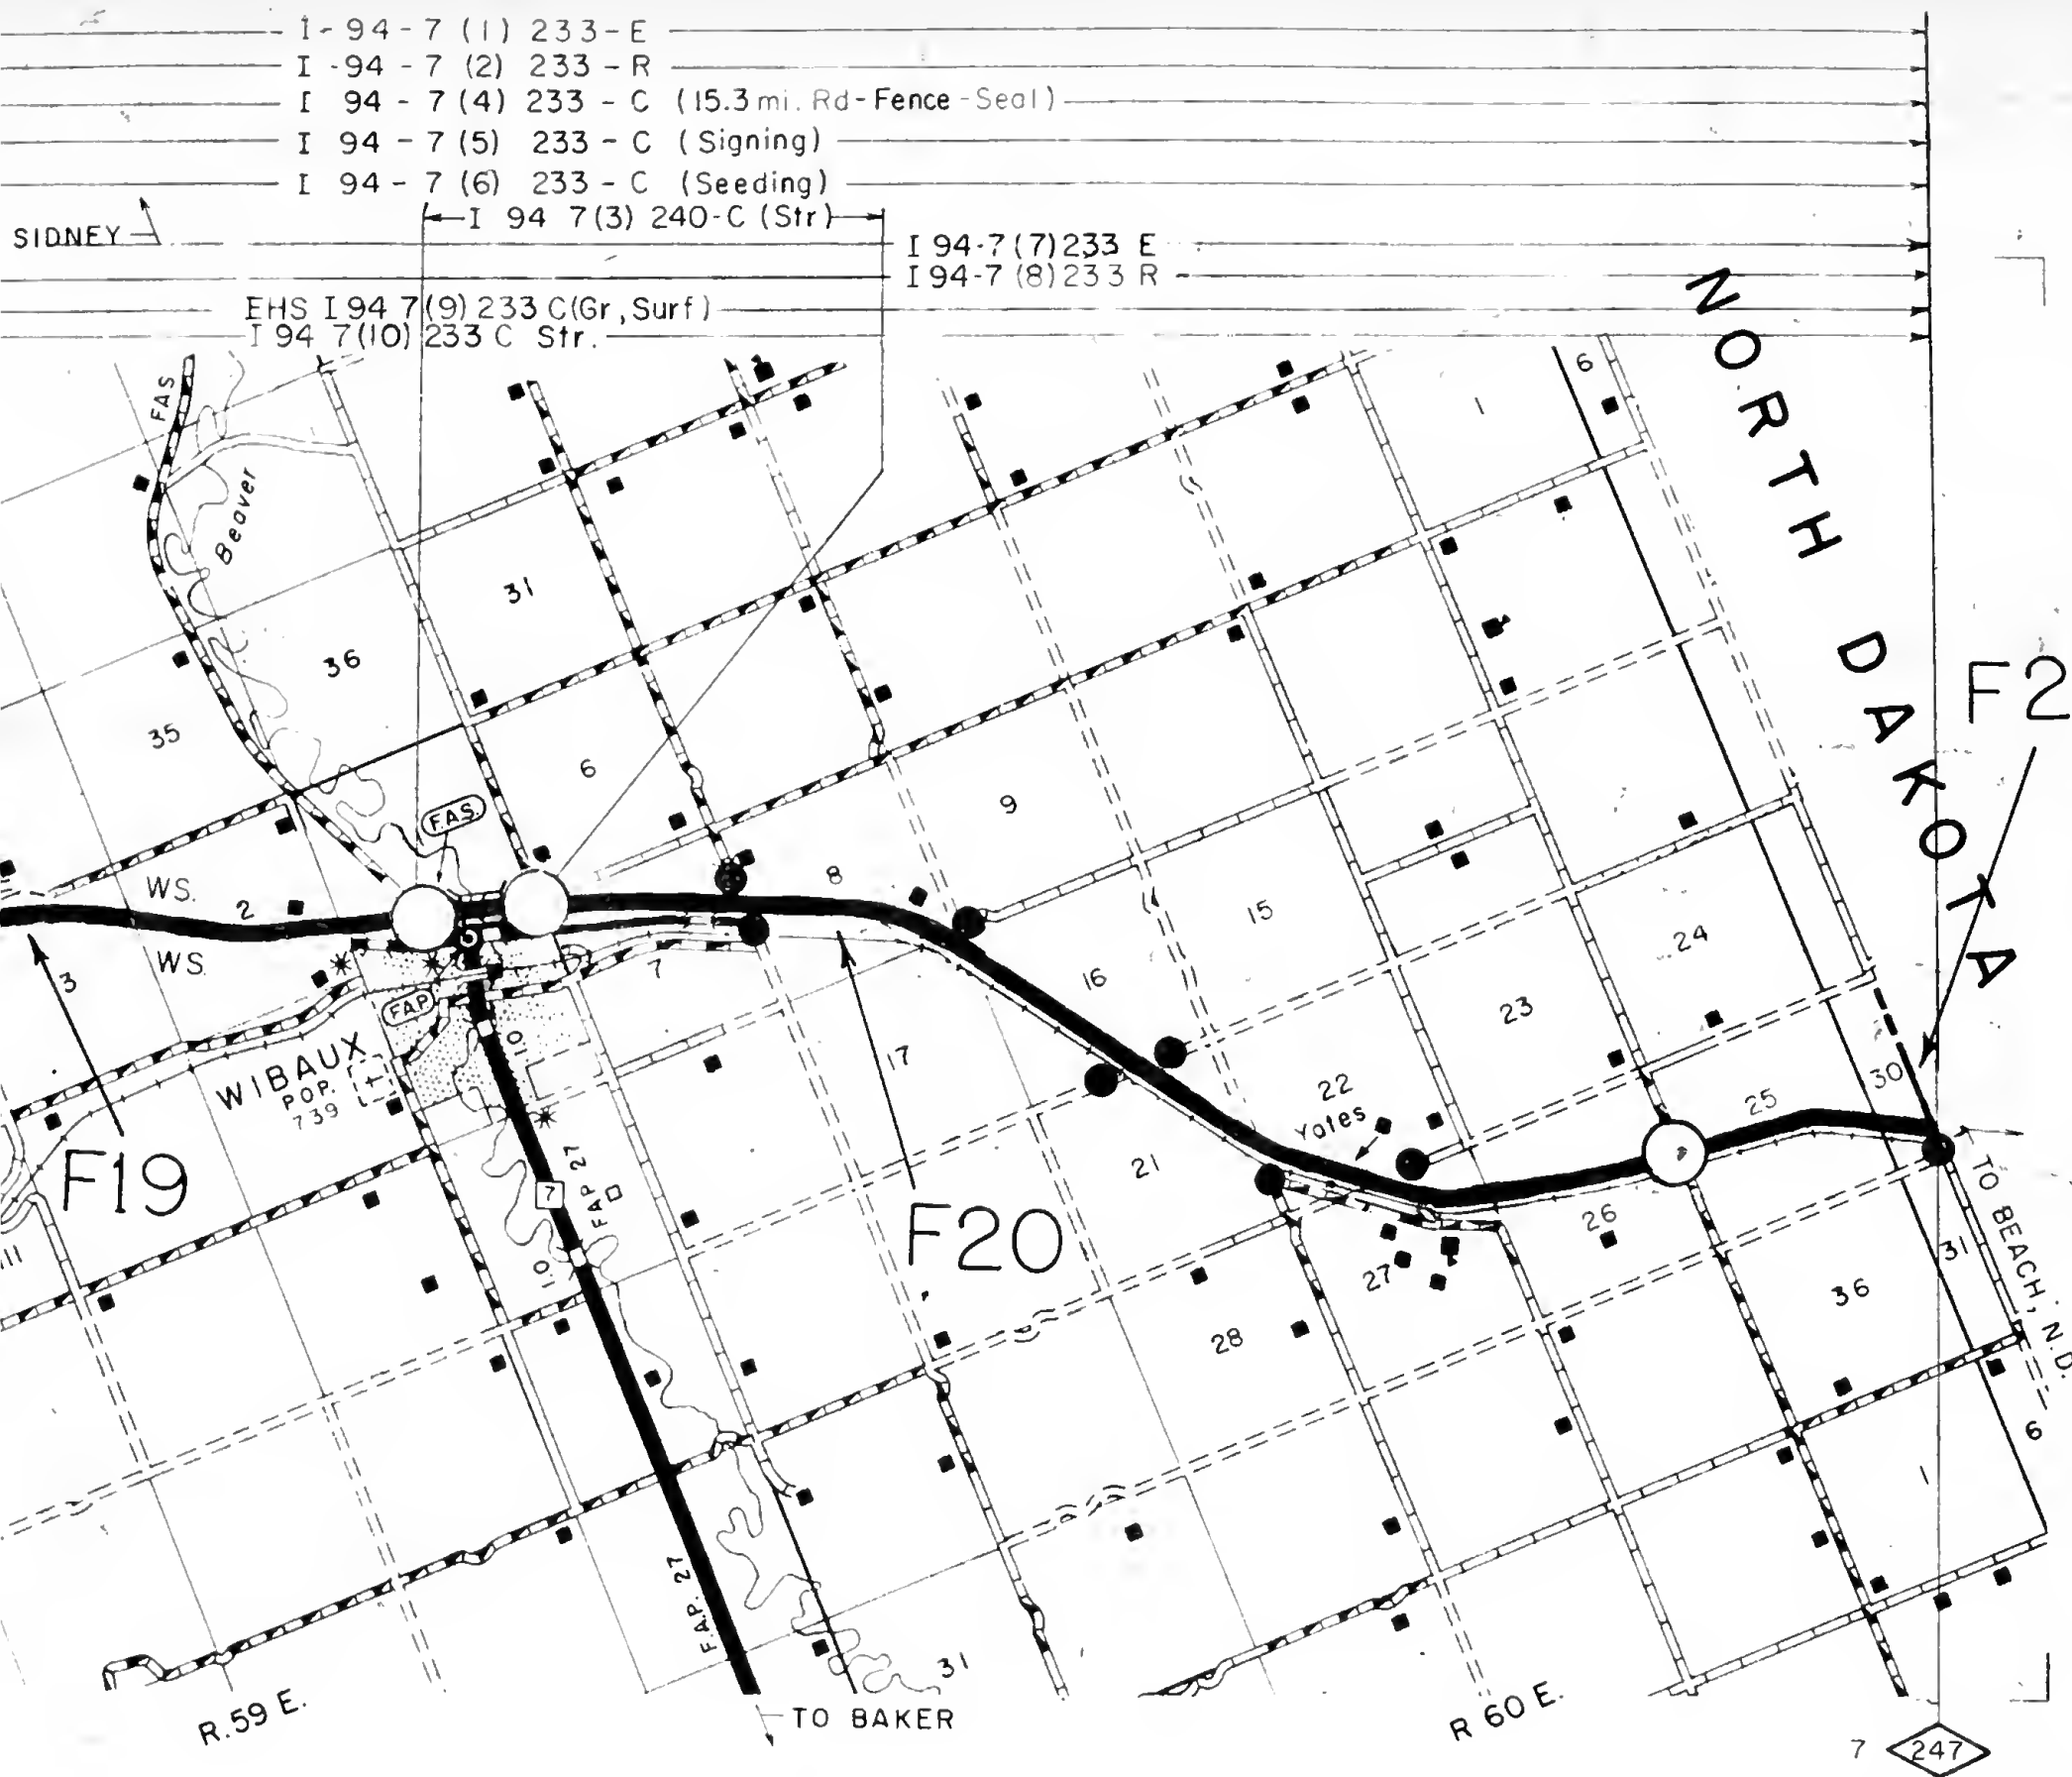 I-94-7 (1) 233-E
I-94-7 (2) 233-R
I 94-7 (4) 233-C (15.3 mi. Rd-Fence-Seal)
I 94-7 (5) 233-C (Signing)
I 94-7 (6) 233-C (Seeding)
I 94 7(3) 240-C (Str)
SIDNEY
I 94-7 (7) 233 E
I 94-7 (8) 233 R
EHS I 94 7(9) 233 C(Gr,Surf)
I 94 7(10) 233 C Str.
NORTH DAKOTA
FAS
6
1
Beaver
31
36
35
6
F2
9
F.A.S.
8
WS.
2
15
24
WS.
3
7
16
FAP
23
WIBAUX
POP.
739
17
22
Yates
25
30
F19
21
FAP 27
7
F20
26
27
31
TO BEACH, N.D.
36
28
6
1
F.A.P. 27
31
R.59 E.
TO BAKER
R 60 E.
7
247